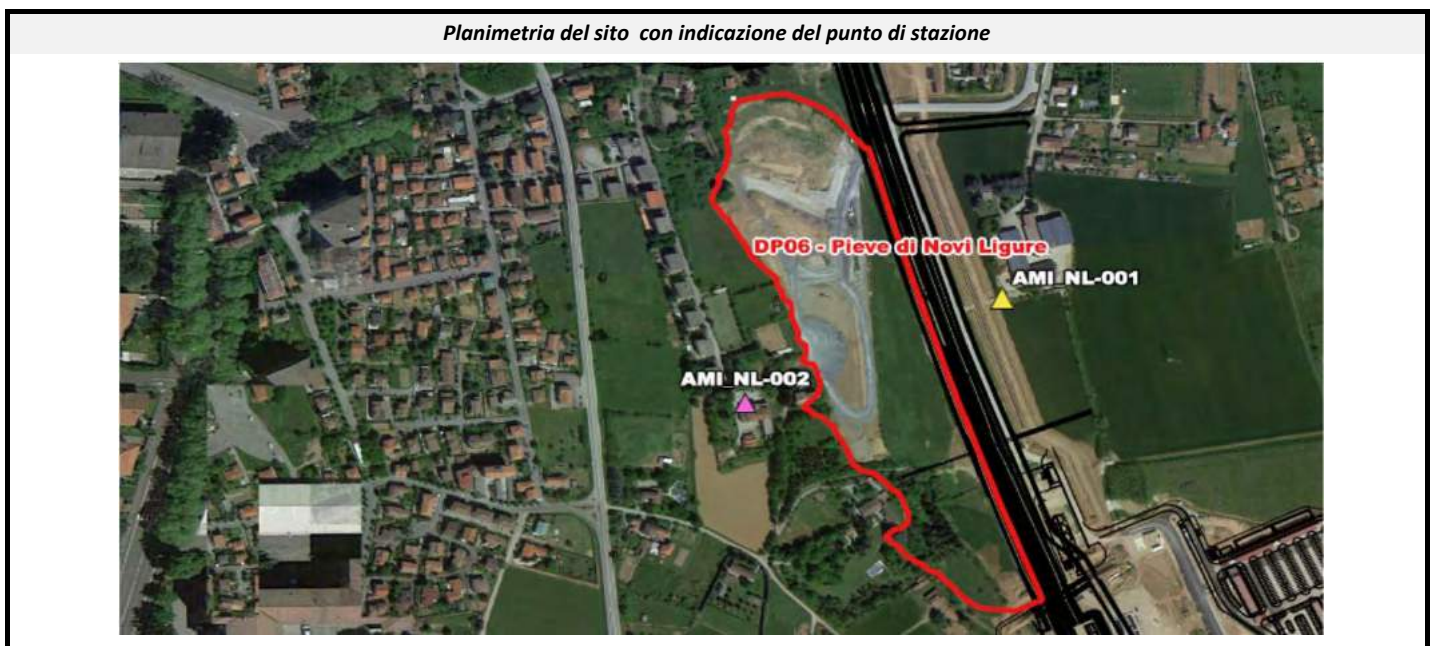 Planimetria del sito con indicazione del punto di stazione
DP06 - Pieve di Novi Ligure
AMI_NL-001
AMI_NL-002